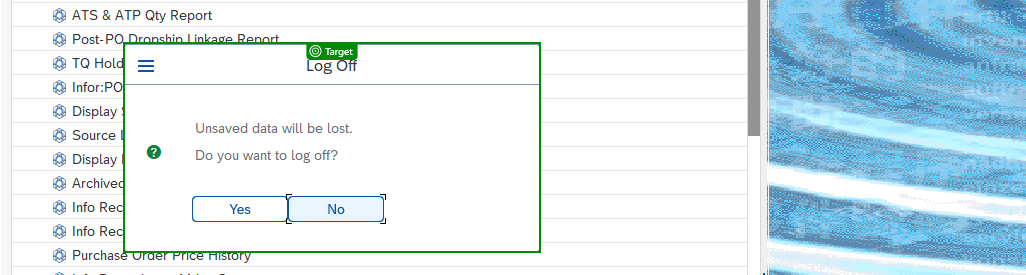 ATS & ATP Qty Report
Post-PO Dropship Linkage Report
TQ Hold
Infor:PO
Display
Source
Display
Archived
Info Rec
Info Rec
Purchase Order Price History
Target
Log Off
Unsaved data will be lost.
?
Do you want to log off?
Yes No